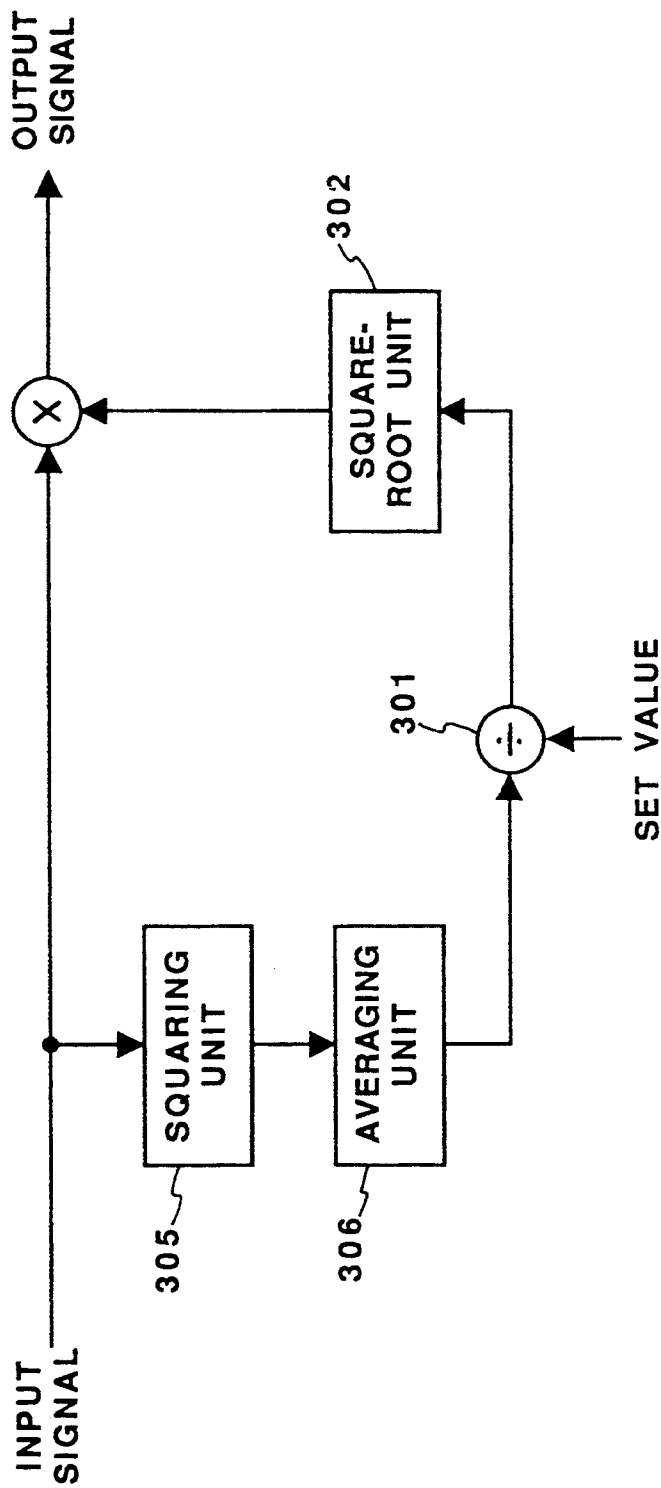 INPUT
SIGNAL
OUTPUT
SIGNAL
X
305
SQUARING
UNIT
306
AVERAGING
UNIT
301
÷
SET VALUE
302
SQUARE-
ROOT UNIT